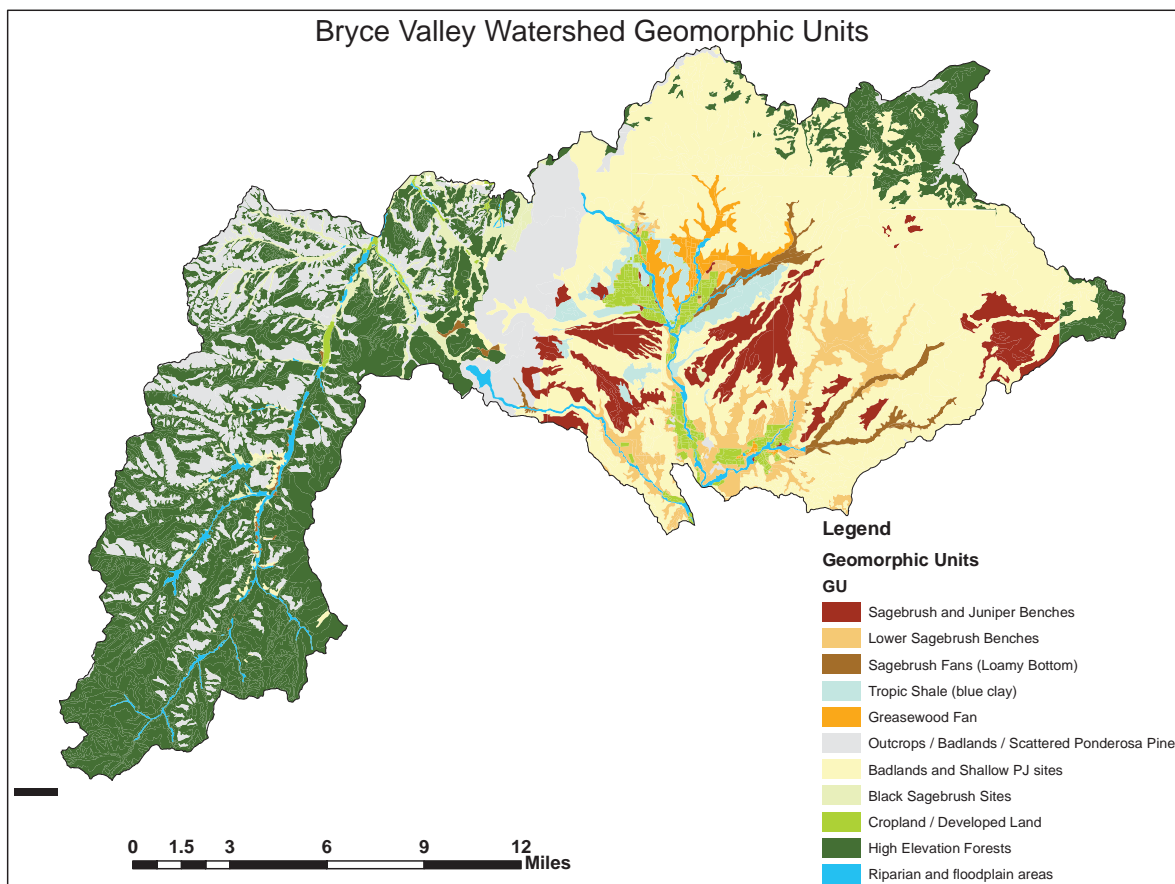 Bryce Valley Watershed Geomorphic Units
Legend
Geomorphic Units
GU
Sagebrush and Juniper Benches
Lower Sagebrush Benches
Sagebrush Fans (Loamy Bottom)
Tropic Shale (blue clay)
Greasewood Fan
Outcrops / Badlands / Scattered Ponderosa Pine
Badlands and Shallow PJ sites
Black Sagebrush Sites
Cropland / Developed Land
High Elevation Forests
Riparian and floodplain areas
0 1.5 3 6 9 12
Miles